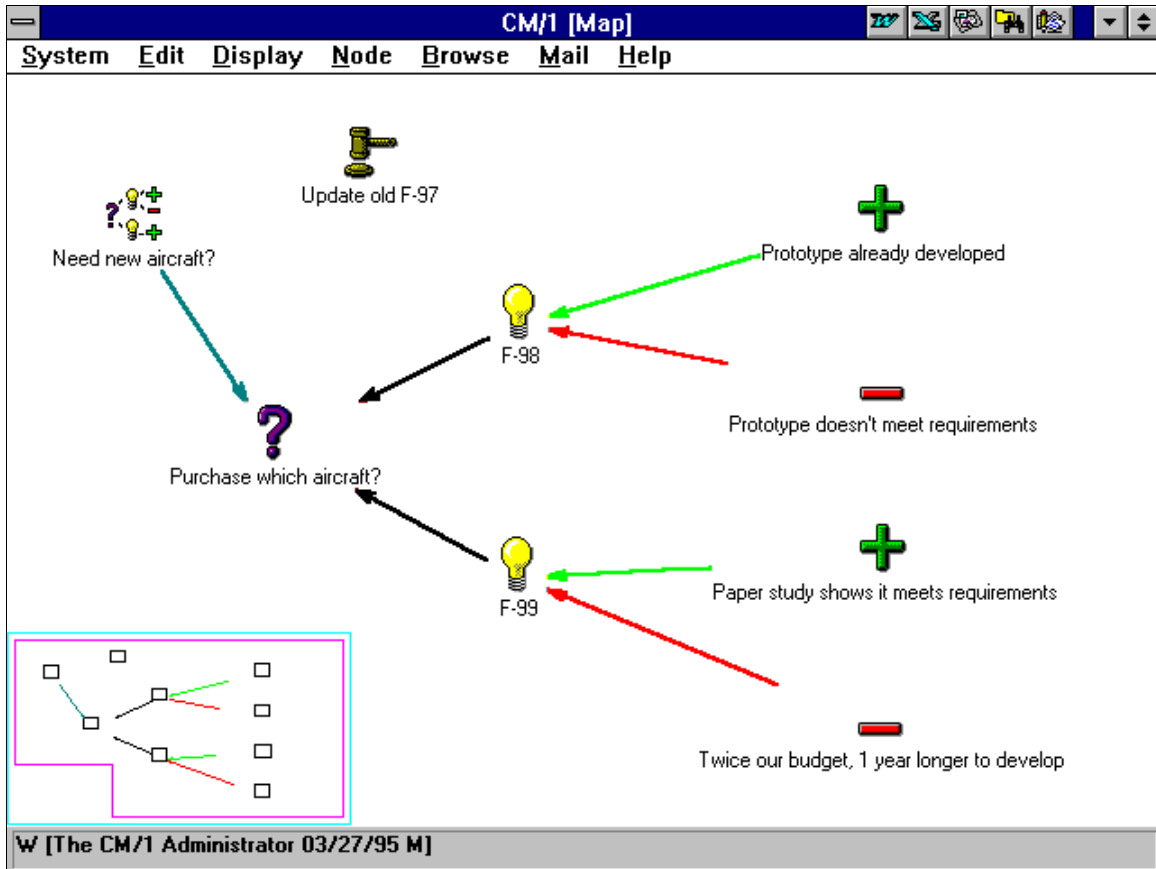 CM/1 [Map]
System Edit Display Node Browse Mail Help
Update old F-97
Need new aircraft?
Prototype already developed
F-98
Prototype doesn't meet requirements
Purchase which aircraft?
Paper study shows it meets requirements
F-99
Twice our budget, 1 year longer to develop
W [The CM/1 Administrator 03/27/95 M]